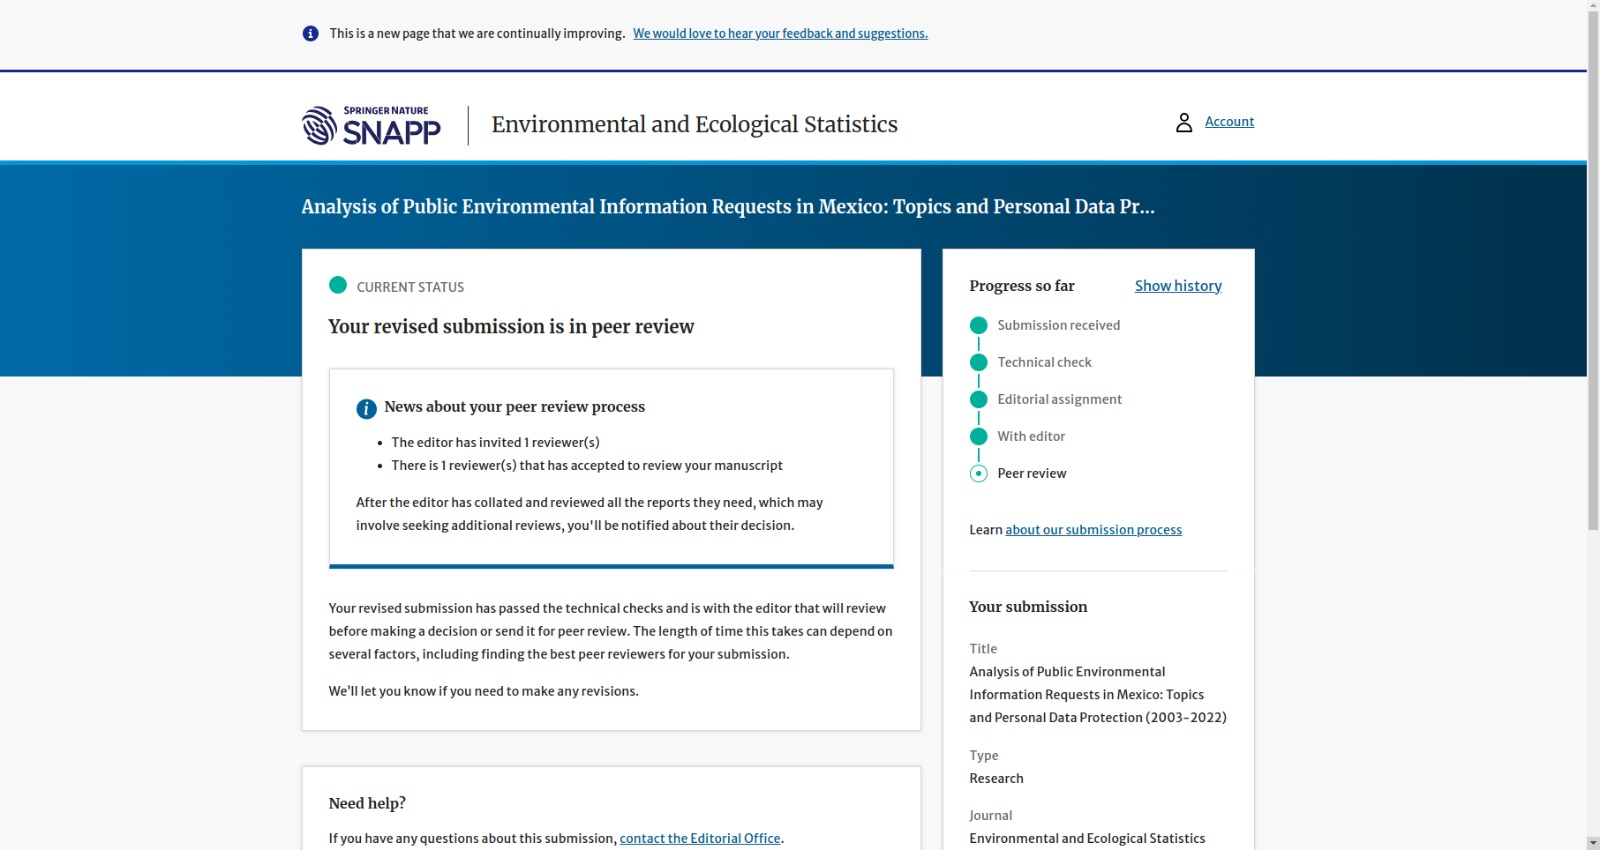 This is a new page that we are continually improving. We would love to hear your feedback and suggestions.
SPRINGER NATURE
SNAPP
Environmental and Ecological Statistics
Account
Analysis of Public Environmental Information Requests in Mexico: Topics and Personal Data Pr...
CURRENT STATUS
Your revised submission is in peer review
News about your peer review process
• The editor has invited 1 reviewer(s)
• There is 1 reviewer(s) that has accepted to review your manuscript
After the editor has collated and reviewed all the reports they need, which may
involve seeking additional reviews, you'll be notified about their decision.
Your revised submission has passed the technical checks and is with the editor that will review
before making a decision or send it for peer review. The length of time this takes can depend on
several factors, including finding the best peer reviewers for your submission.
We'll let you know if you need to make any revisions.
Need help?
If you have any questions about this submission, contact the Editorial Office.
Progress so far
Show history
Submission received
Technical check
Editorial assignment
With editor
Peer review
Learn about our submission process
Your submission
Title
Analysis of Public Environmental
Information Requests in Mexico: Topics
and Personal Data Protection (2003-2022)
Type
Research
Journal
Environmental and Ecological Statistics